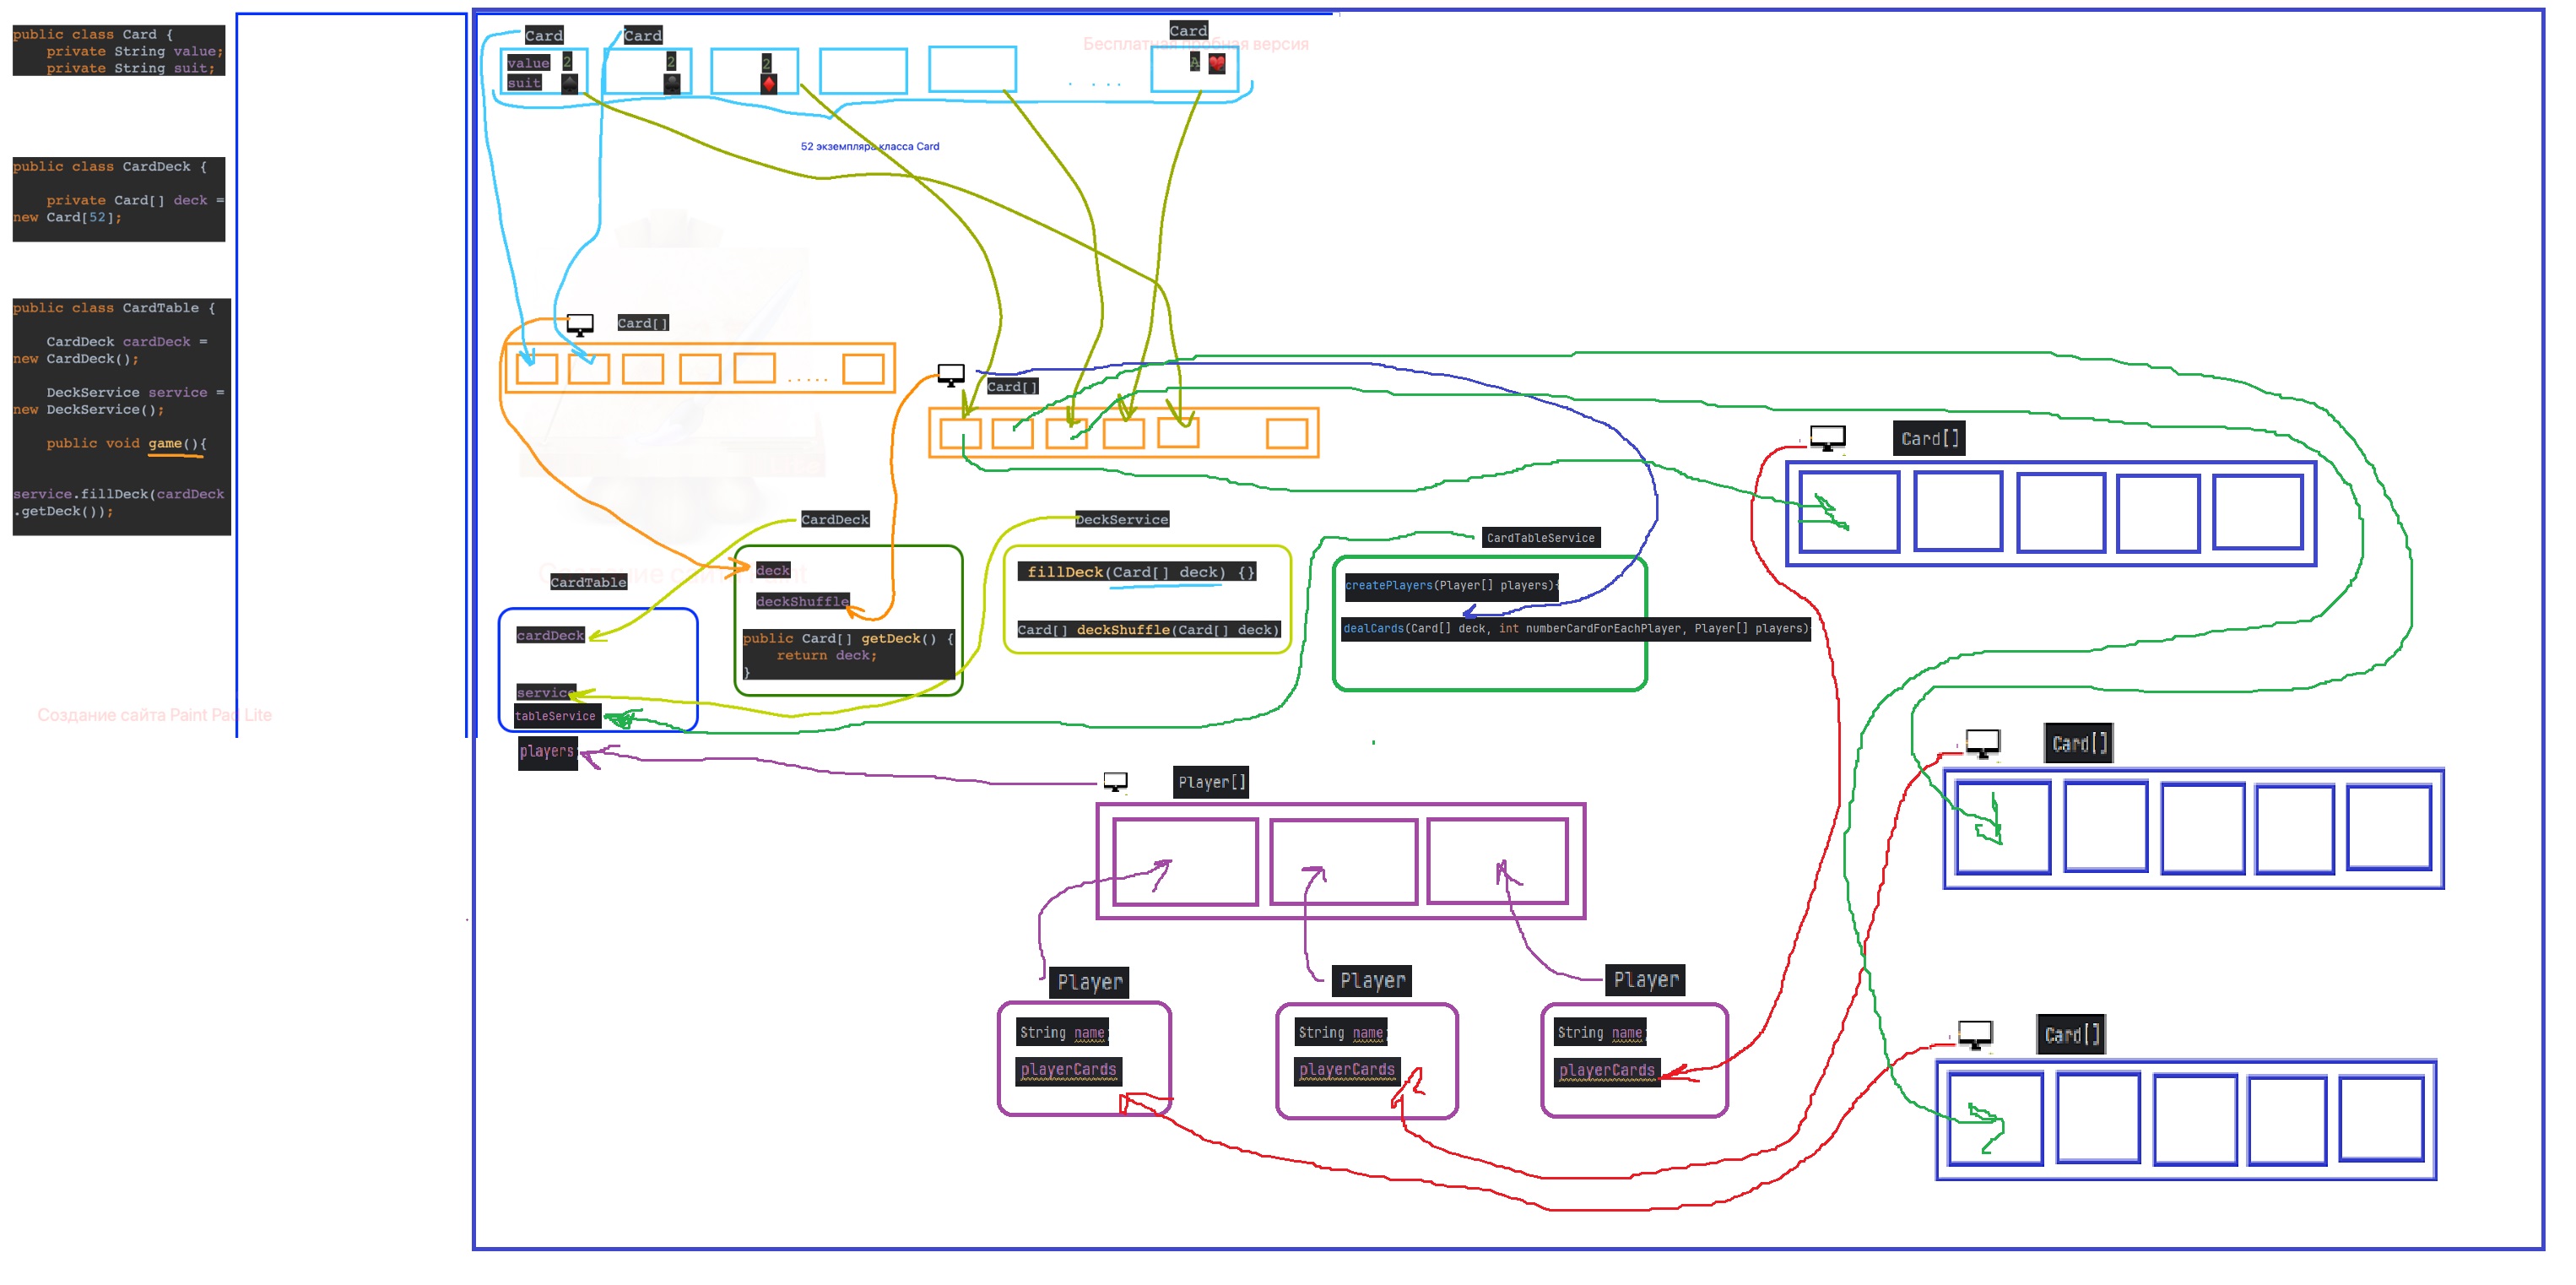 public class Card {
private String value;
private String suit;
public class CardDeck {
private Card[] deck =
new Card[52];
public class CardTable {
CardDeck cardDeck =
new CardDeck();
DeckService service =
new DeckService();
public void game(){
service.fillDeck(cardDeck
.getDeck());
Создание сайта Paint Pad Lite
Card
Card
Card
Бесплатная пробная версия
value 2
suit ♠
2
♣
2
♦
A ♥
. . . .
52 экземпляра класса Card
Card[]
.....
Card[]
Card[]
CardDeck
DeckService
CardTableService
CardTable
deck
deckShuffle
public Card[] getDeck() {
return deck;
}
fillDeck(Card[] deck) {}
Card[] deckShuffle(Card[] deck)
createPlayers(Player[] players){
dealCards(Card[] deck, int numberCardForEachPlayer, Player[] players)
cardDeck
service
tableService
players
Player[]
Card[]
Player
Player
Player
String name
playerCards
String name
playerCards
String name
playerCards
Card[]